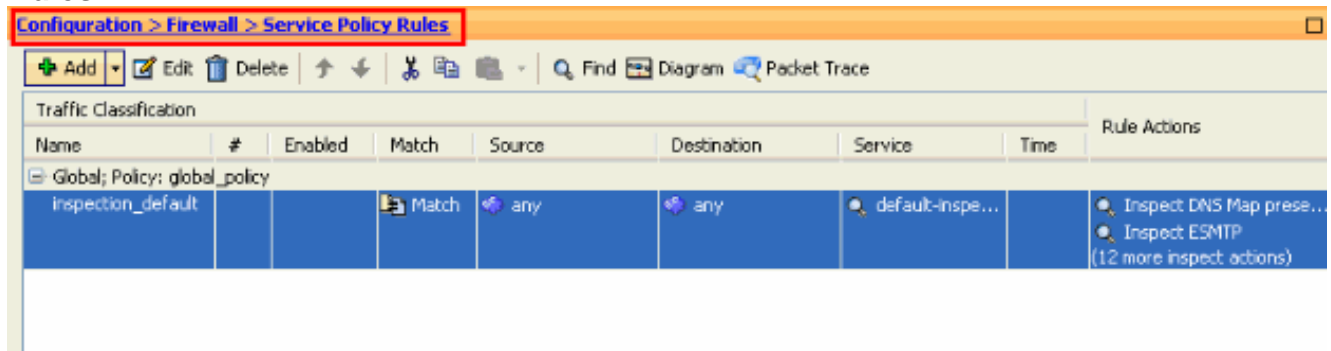 Configuration > Firewall > Service Policy Rules
Add Edit Delete Find Diagram Packet Trace
Traffic Classification
Rule Actions
Name # Enabled Match Source Destination Service Time
Global; Policy: global_policy
inspection_default Match any any default-inspe... Inspect DNS Map prese...
Inspect ESMTP
(12 more inspect actions)